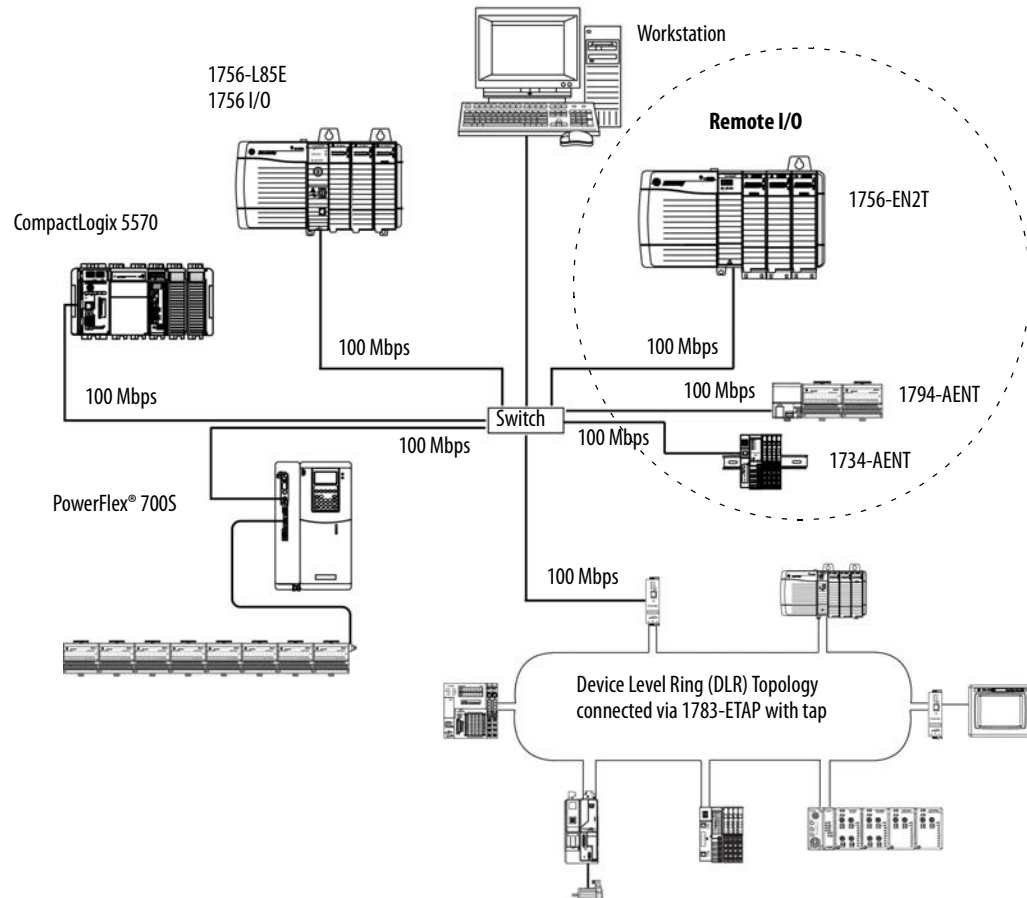 Workstation
1756-L85E
1756 I/O
Remote I/O
1756-EN2T
CompactLogix 5570
100 Mbps
100 Mbps
100 Mbps
100 Mbps
1794-AENT
Switch
100 Mbps
100 Mbps
1734-AENT
PowerFlex® 700S
100 Mbps
Device Level Ring (DLR) Topology
connected via 1783-ETAP with tap